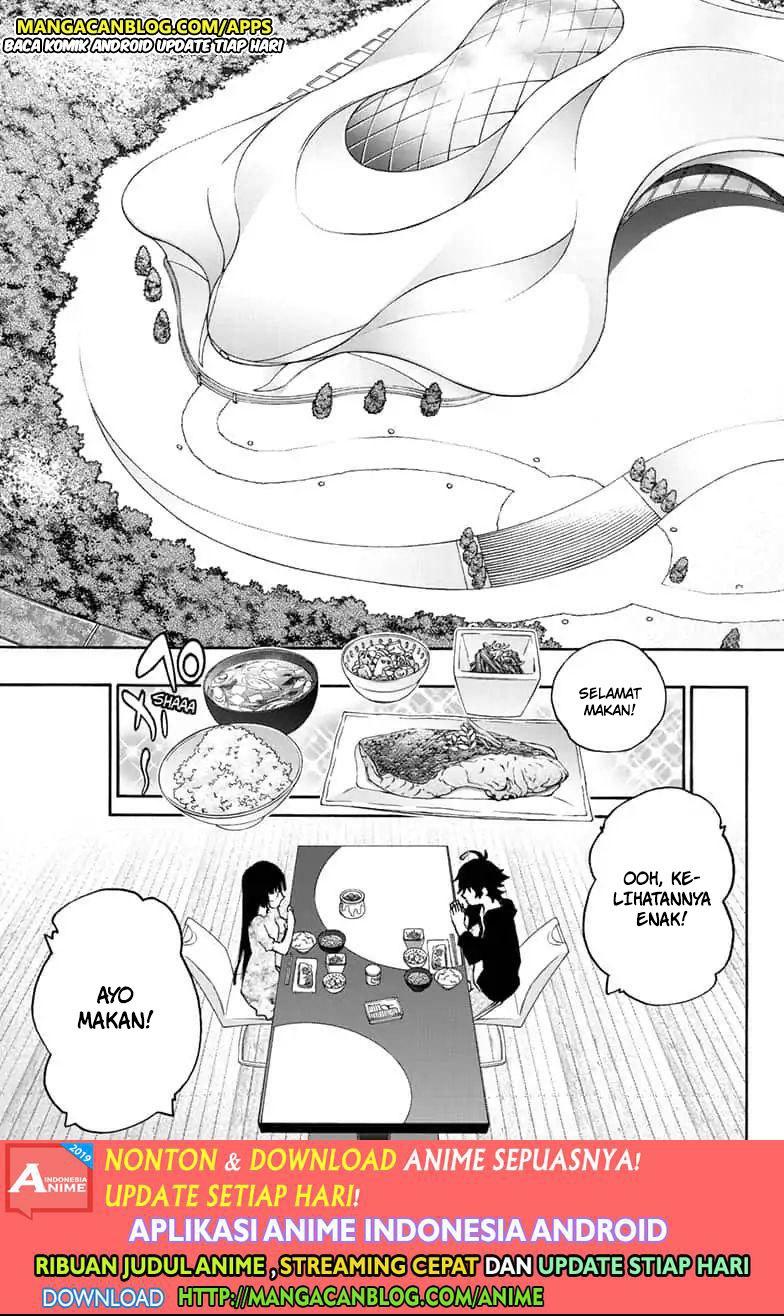 MANGACANBLOG.COM/APPS
BACA KOMIK ANDROID UPDATE TIAP HARI
SHAAA
SELAMAT
MAKAN!
OOH, KE-
LIHATANNYA
ENAK!
AYO
MAKAN!
2019
INDONESIA
ANIME
NONTON & DOWNLOAD ANIME SEPUASNYA!
UPDATE SETIAP HARI!
APLIKASI ANIME INDONESIA ANDROID
RIBUAN JUDUL ANIME , STREAMING CEPAT DAN UPDATE STIAP HARI
DOWNLOAD HTTP://MANGACANBLOG.COM/ANIME